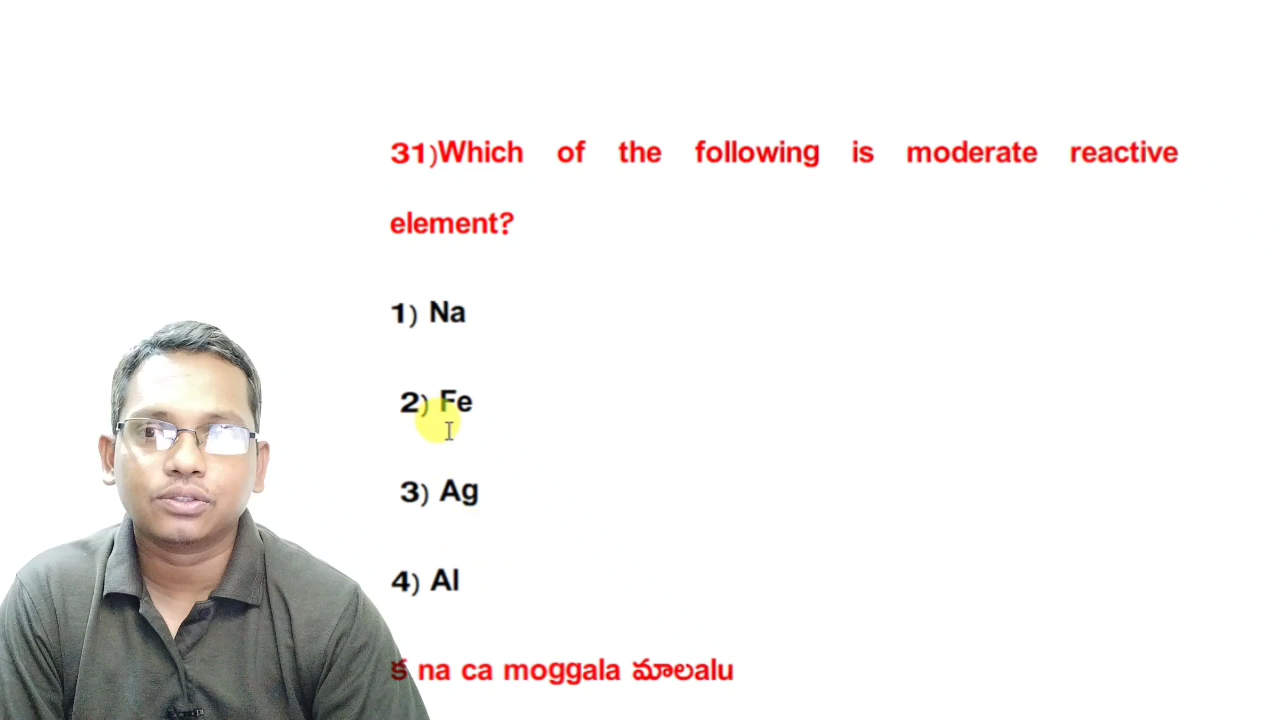 31)Which of the following is moderate reactive
element?
1) Na
2) Fe
3) Ag
4) Al
క na ca moggala మాలalu